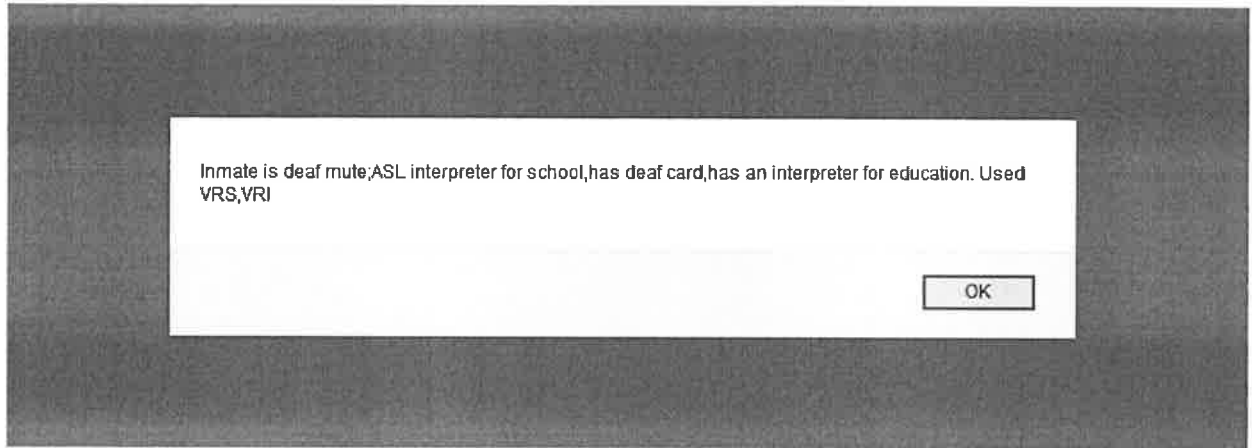 Inmate is deaf mute;ASL interpreter for school,has deaf card,has an interpreter for education. Used
VRS,VRI
OK